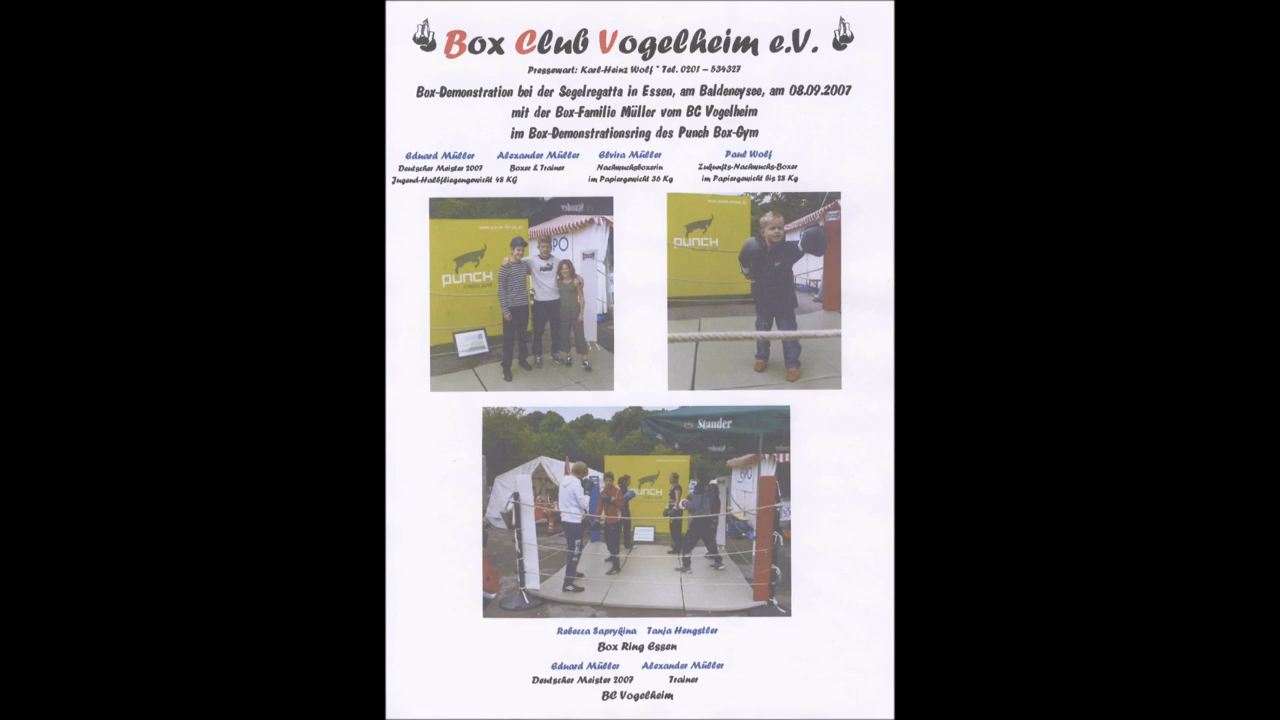 Box Club Vogelheim e.V.
Pressewart: Karl-Heinz Wolf * Tel. 0201 – 534327
Box-Demonstration bei der Segelregatta in Essen, am Baldeneysee, am 08.09.2007
mit der Box-Familie Müller vom BC Vogelheim
im Box-Demonstrationsring des Punch Box-Gym
Eduard Müller Alexander Müller Elvira Müller Paul Wolf
Deutscher Meister 2007 Boxer & Trainer Nachwuchsboxerin Zukunfts-Nachwuchs-Boxer
Jugend-Halbfliegengewicht 48 KG im Papiergewicht 36 Kg im Papiergewicht bis 28 Kg
PUNCH
PUNCH
Stauder
PUNCH
Rebecca Saprykina Tanja Hengstler
Box Ring Essen
Eduard Müller Alexander Müller
Deutscher Meister 2007 Trainer
BC Vogelheim